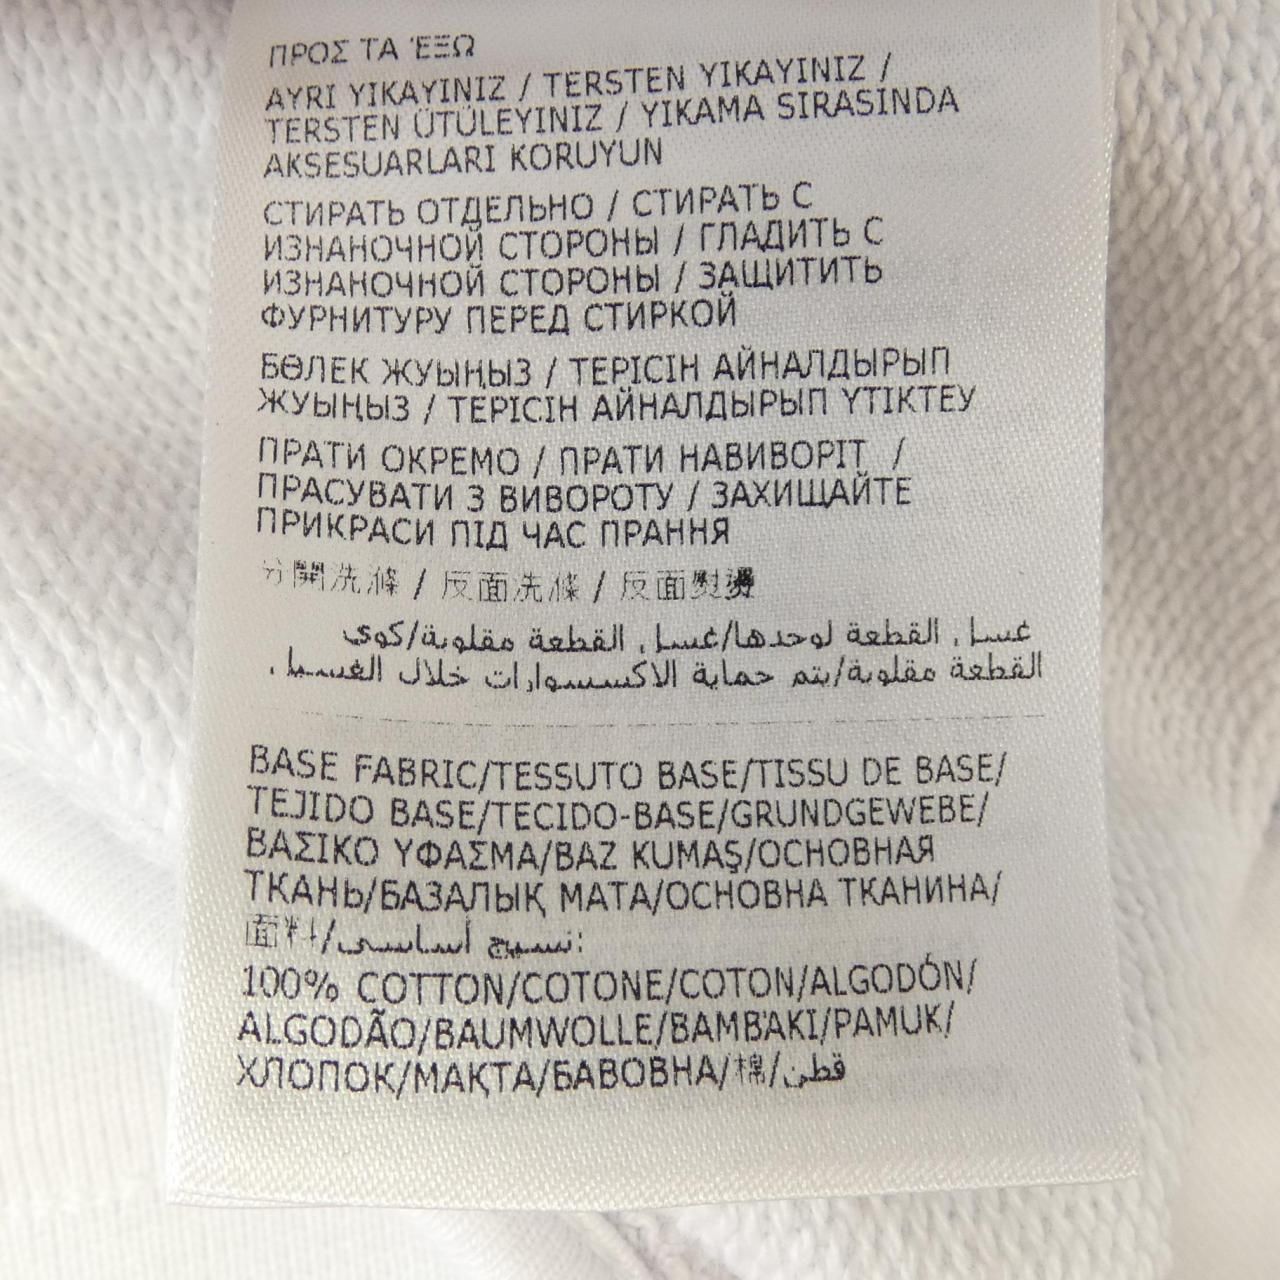 ΠΡΟΣ ΤΑ ΈΞΩ
AYRI YIKAYINIZ / TERSTEN YIKAYINIZ /
TERSTEN ÜTÜLEYINIZ / YIKAMA SIRASINDA
AKSESUARLARI KORUYUN
СТИРАТЬ ОТДЕЛЬНО / СТИРАТЬ С
ИЗНАНОЧНОЙ СТОРОНЫ / ГЛАДИТЬ С
ИЗНАНОЧНОЙ СТОРОНЫ / ЗАЩИТИТЬ
ФУРНИТУРУ ПЕРЕД СТИРКОЙ
БӨЛЕК ЖУЫҢЫЗ / ТЕРІСІН АЙНАЛДЫРЫП
ЖУЫҢЫЗ / ТЕРІСІН АЙНАЛДЫРЫП ҮТІКТЕУ
ПРАТИ ОКРЕМО / ПРАТИ НАВИВОРІТ /
ПРАСУВАТИ З ВИВОРОТУ / ЗАХИЩАЙТЕ
ПРИКРАСИ ПІД ЧАС ПРАННЯ
分開洗滌 / 反面洗滌 / 反面熨燙
غسل القطعة لوحدها/غسل القطعة مقلوبة/كوي
القطعة مقلوبة/يتم حماية الاكسسوارات خلال الغسيل.
BASE FABRIC/TESSUTO BASE/TISSU DE BASE/
TEJIDO BASE/TECIDO-BASE/GRUNDGEWEBE/
ΒΑΣΙΚΟ ΥΦΑΣΜΑ/BAZ KUMAŞ/ОСНОВНАЯ
ТКАНЬ/БАЗАЛЫҚ МАТА/ОСНОВНА ТКАНИНА/
面料/نسيج أساسي:
100% COTTON/COTONE/COTON/ALGODÓN/
ALGODÃO/BAUMWOLLE/ΒΑΜΒΆΚΙ/PAMUK/
ХЛОПОК/МАҚТА/БАВОВНА/棉/قطن